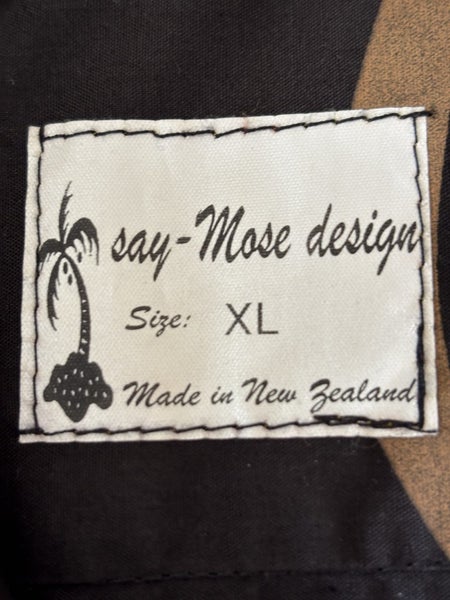 say-Mose design
Size: XL
Made in New Zealand